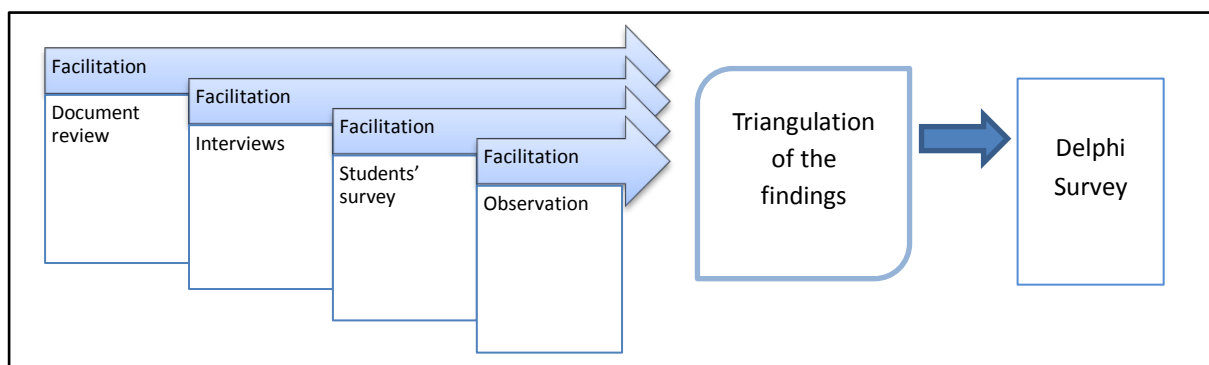 Facilitation
Document
review
Facilitation
Interviews
Facilitation
Students’
survey
Facilitation
Observation
Triangulation
of the
findings
Delphi
Survey